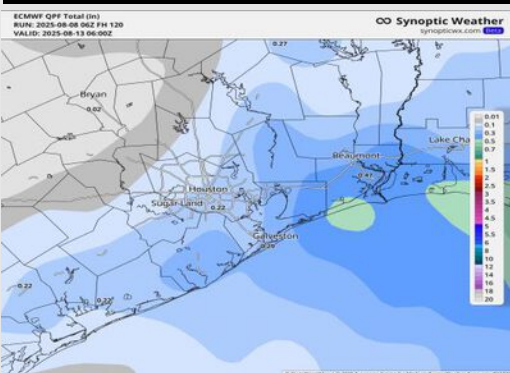 ECMWF QPF Total (in)
RUN: 2025-08-08 06Z FH 120
VALID: 2025-08-13 06:00Z
Synoptic Weather
synopticwx.com Beta
0.27
Bryan
0.02
Lake Cha
Beaumont
0.47
Houston
Sugar Land
0.22
Galveston
0.29
0.22
0.22
0.01
0.1
0.3
0.5
0.7
1
1.5
2
2.5
3
3.5
4
4.5
5
5.5
6
8
10
12
14
16
18
20